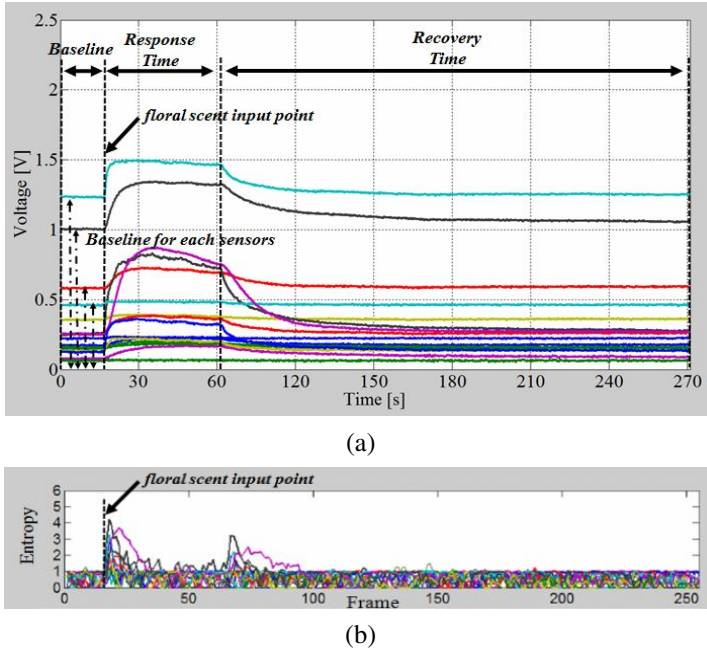 2.5
2
1.5
1
0.5
0
Voltage [V]
Baseline
Response
Time
Recovery
Time
floral scent input point
Baseline for each sensors
0 30 60 120 150 180 210 240 270
Time [s]
(a)
floral scent input point
6
5
4
3
2
1
0
Entropy
0 50 100 150 200 250
Frame
(b)